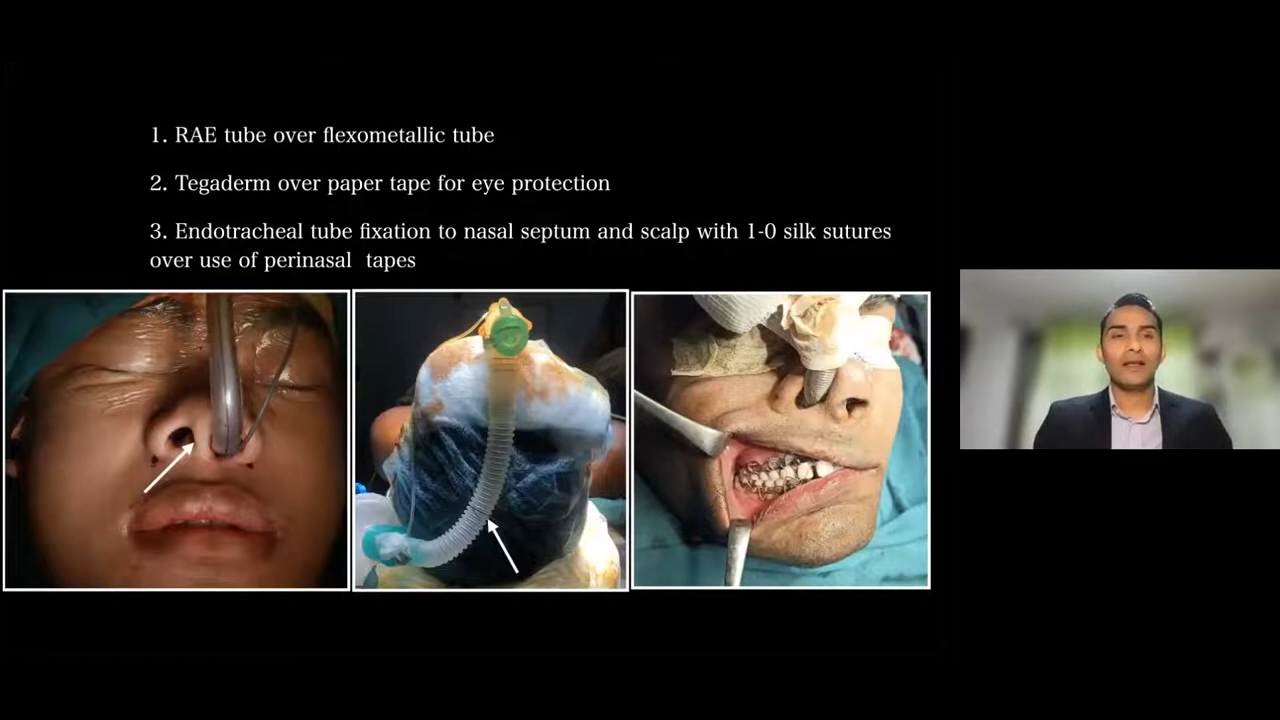 1. RAE tube over flexometallic tube
2. Tegaderm over paper tape for eye protection
3. Endotracheal tube fixation to nasal septum and scalp with 1-0 silk sutures
over use of perinasal tapes